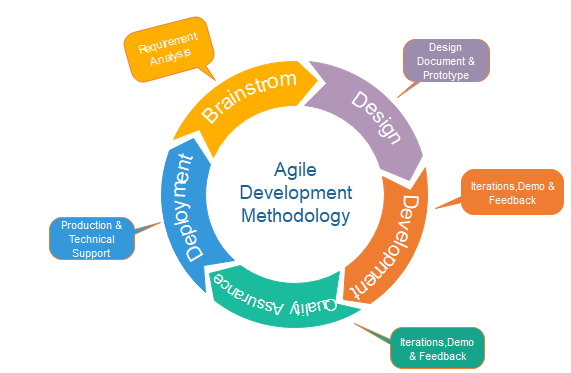 Requirement
Analysis
Brainstrom
Design
Document &
Prototype
Design
Iterations,Demo &
Feedback
Development
Iterations,Demo
& Feedback
Quality Assurance
Production &
Technical
Support
Deployment
Agile
Development
Methodology